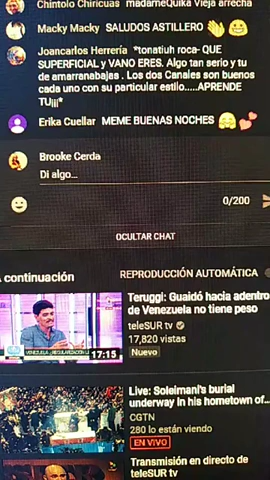 Chintolo Chiricuas madameQuika Vieja arrecha
Macky Macky SALUDOS ASTILLERO
Joancarlos Herrería *tonatiuh roca- QUE
SUPERFICIAL y VANO ERES. Algo tan serio y tu
de amarranabajas . Los dos Canales son buenos
cada uno con su particular estilo.....APRENDE
TU¡¡¡*
Erika Cuellar MEME BUENAS NOCHES
Brooke Cerda
Di algo...
0/200
OCULTAR CHAT
continuación
REPRODUCCIÓN AUTOMÁTICA
Teruggi: Guaidó hacia adentro
de Venezuela no tiene peso
teleSUR tv
17,820 vistas
Nuevo
17:15
Live: Soleimani's burial
underway in his hometown of...
CGTN
280 lo están viendo
EN VIVO
Transmisión en directo de
teleSUR tv